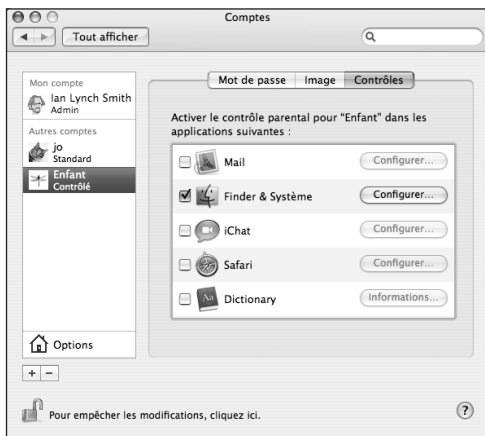 Comptes
Tout afficher
Mon compte
Ian Lynch Smith
Admin
Autres comptes
jo
Standard
Enfant
Contrôlé
Options
+ −
Mot de passe Image Contrôles
Activer le contrôle parental pour “Enfant” dans les
applications suivantes :
Mail Configurer...
Finder & Système Configurer...
iChat Configurer...
Safari Configurer...
Aa
Dictionary Informations...
Pour empêcher les modifications, cliquez ici.
?